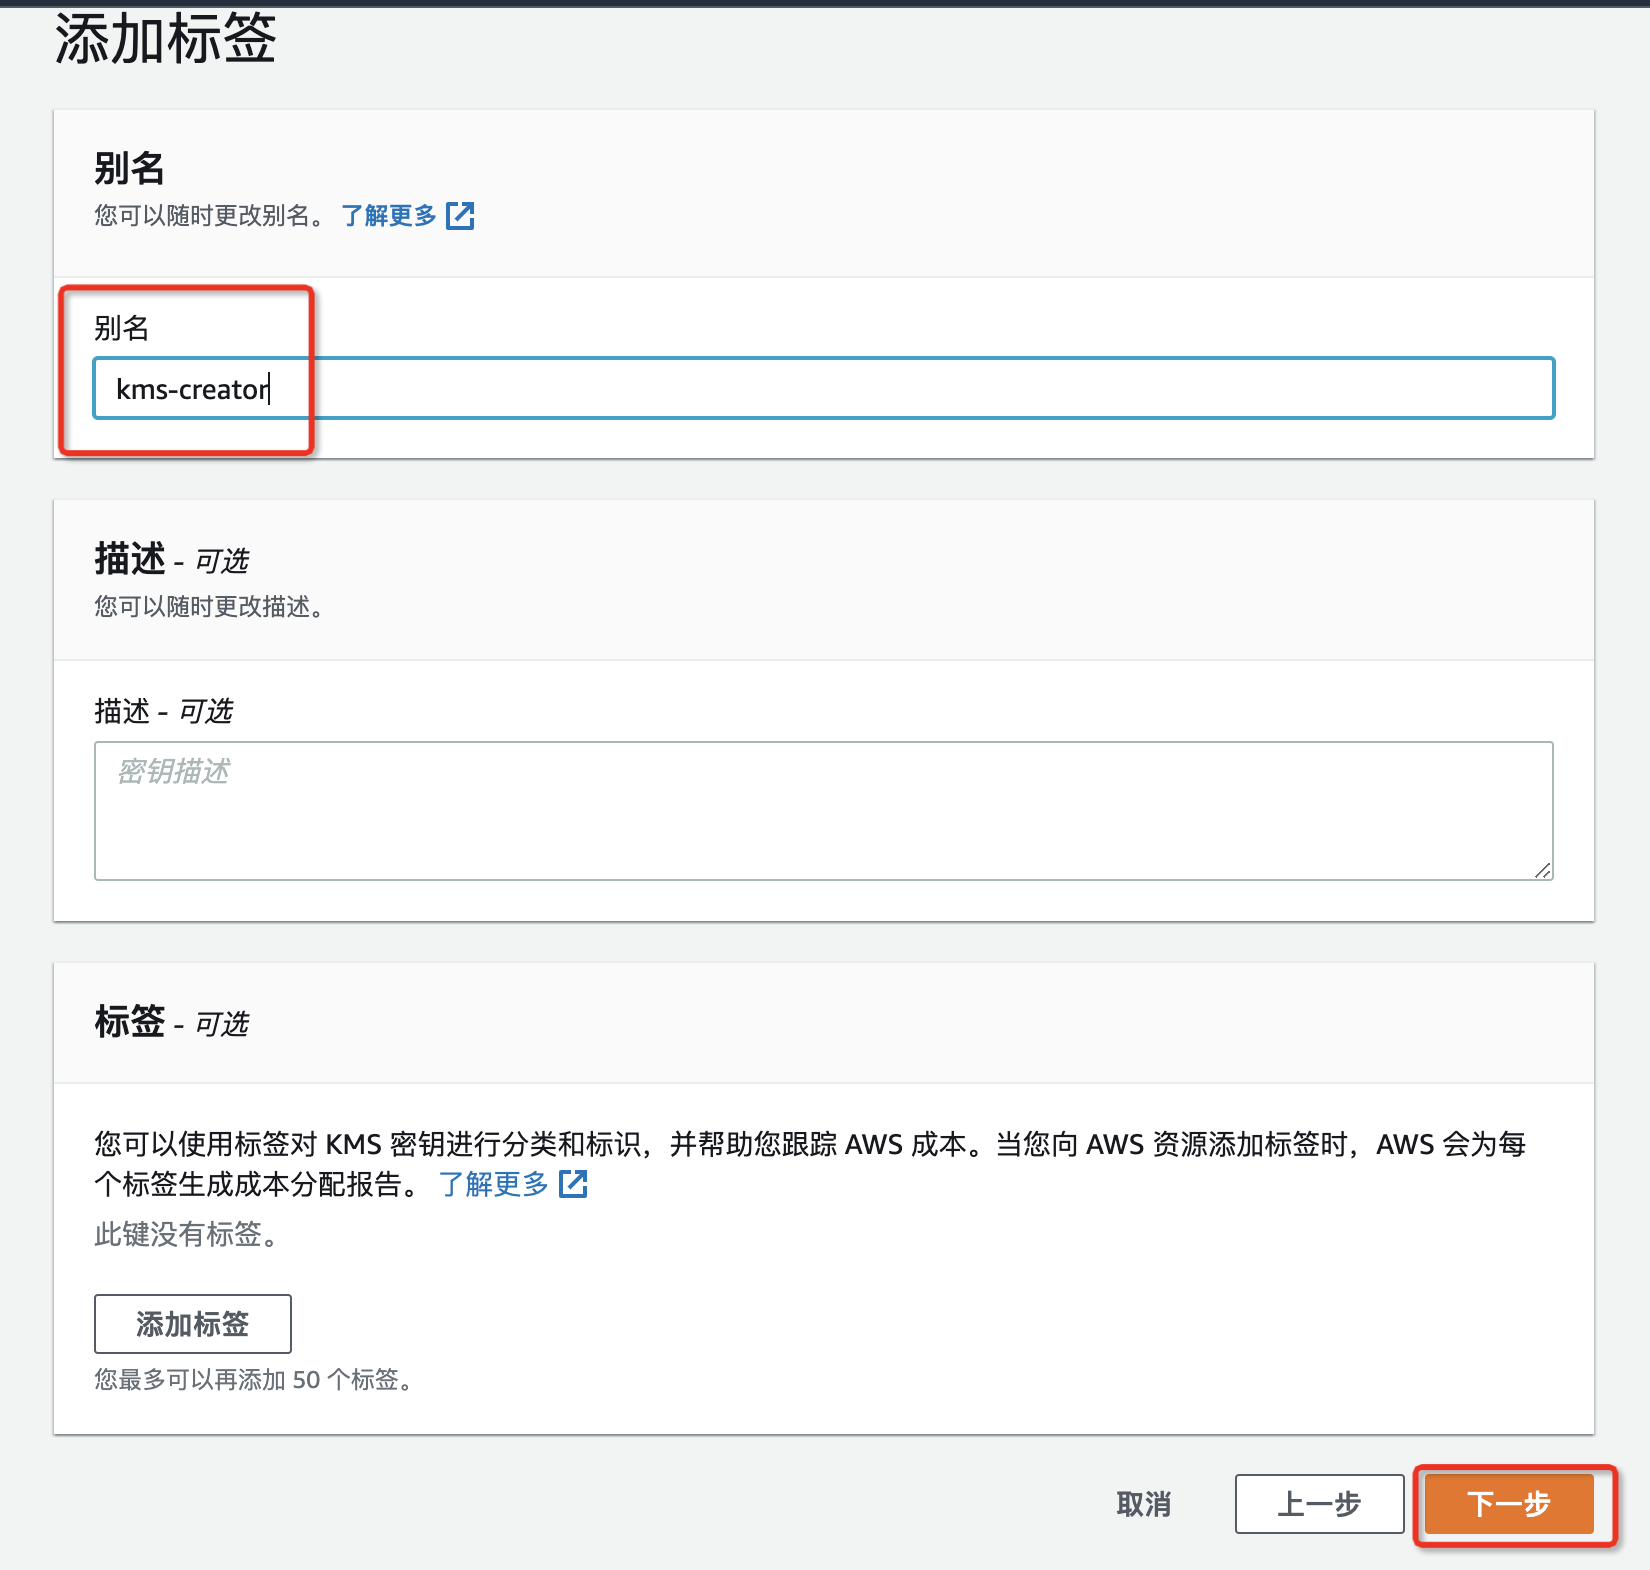 添加标签
别名
您可以随时更改别名。 了解更多
别名
kms-creator
描述 - 可选
您可以随时更改描述。
描述 - 可选
密钥描述
标签 - 可选
您可以使用标签对 KMS 密钥进行分类和标识，并帮助您跟踪 AWS 成本。当您向 AWS 资源添加标签时，AWS 会为每
个标签生成成本分配报告。 了解更多
此键没有标签。
添加标签
您最多可以再添加 50 个标签。
取消 上一步 下一步